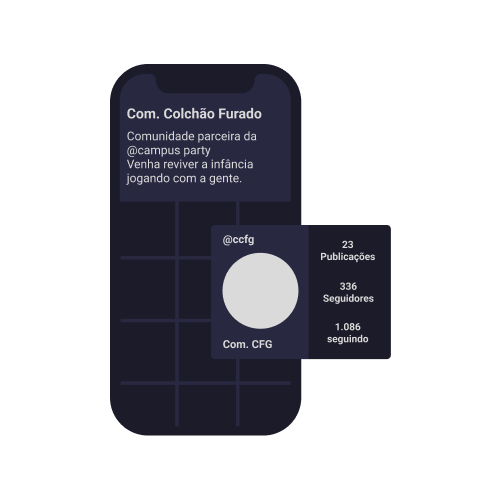 Com. Colchão Furado
Comunidade parceira da
@campus party
Venha reviver a infância
jogando com a gente.
@ccfg
Com. CFG
23
Publicações
336
Seguidores
1.086
seguindo